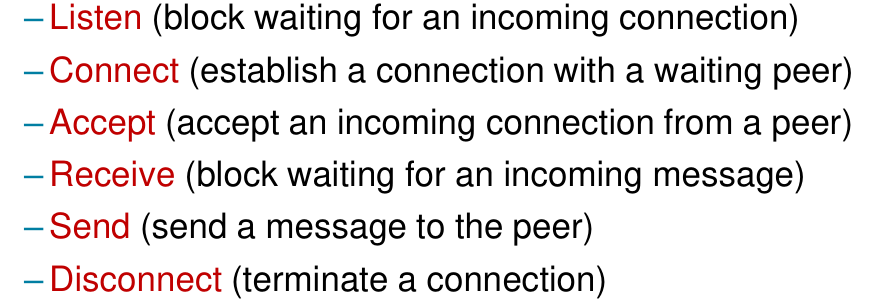 –Listen (block waiting for an incoming connection)
–Connect (establish a connection with a waiting peer)
–Accept (accept an incoming connection from a peer)
–Receive (block waiting for an incoming message)
–Send (send a message to the peer)
–Disconnect (terminate a connection)